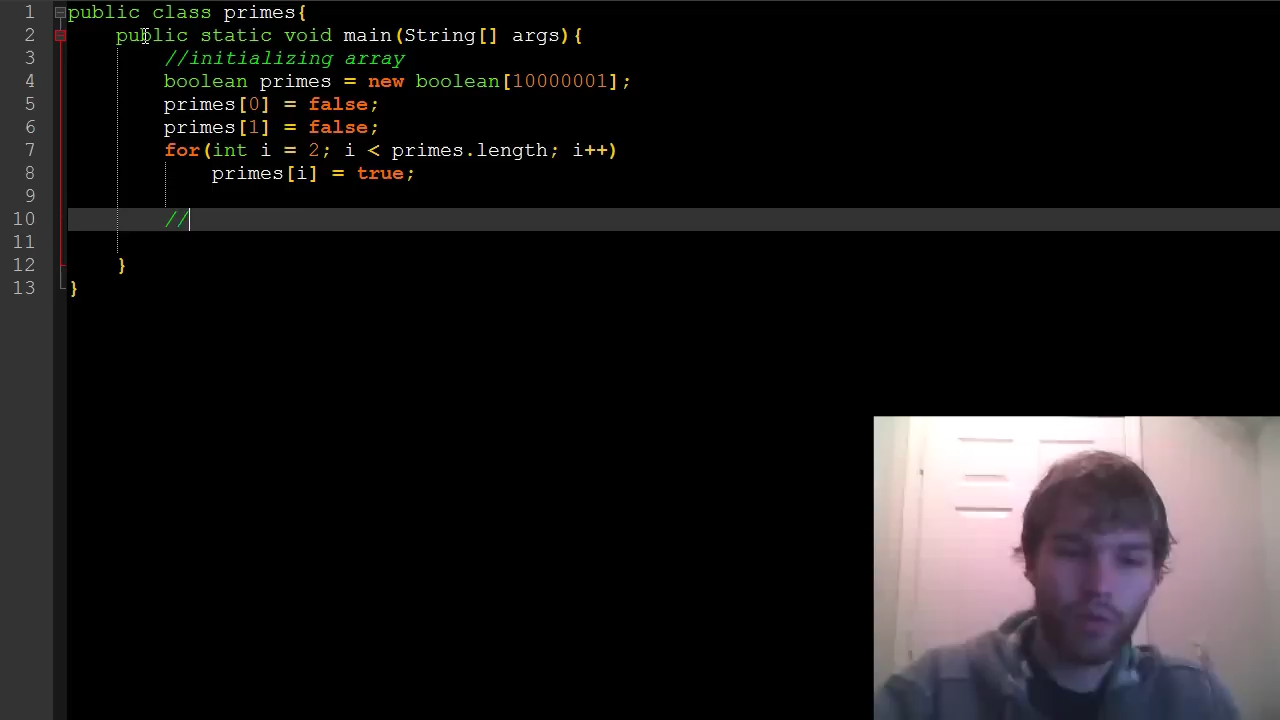 1 public class primes{
2 public static void main(String[] args){
3 //initializing array
4 boolean primes = new boolean[10000001];
5 primes[0] = false;
6 primes[1] = false;
7 for(int i = 2; i < primes.length; i++)
8 primes[i] = true;
9
10 //
11
12 }
13 }